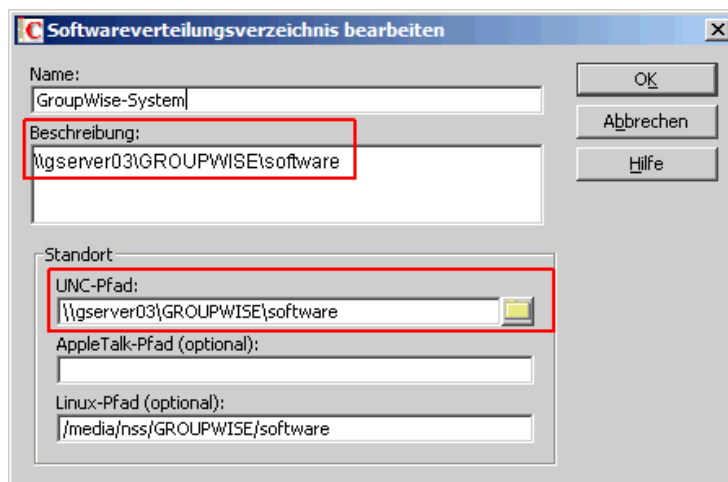 Softwareverteilungsverzeichnis bearbeiten
Name:
GroupWise-System
Beschreibung:
\\gserver03\GROUPWISE\software
OK
Abbrechen
Hilfe
Standort
UNC-Pfad:
\\gserver03\GROUPWISE\software
AppleTalk-Pfad (optional):
Linux-Pfad (optional):
/media/nss/GROUPWISE/software